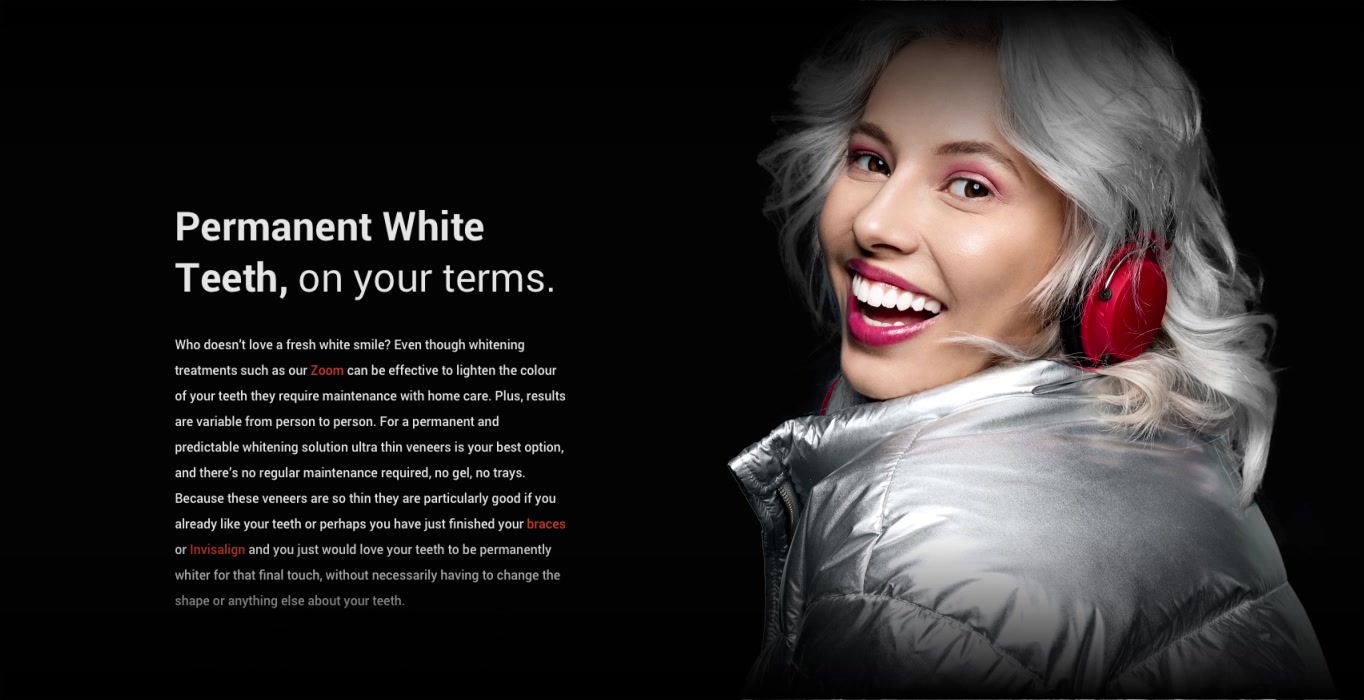 Permanent White
Teeth, on your terms.
Who doesn’t love a fresh white smile? Even though whitening
treatments such as our Zoom can be effective to lighten the colour
of your teeth they require maintenance with home care. Plus, results
are variable from person to person. For a permanent and
predictable whitening solution ultra thin veneers is your best option,
and there’s no regular maintenance required, no gel, no trays.
Because these veneers are so thin they are particularly good if you
already like your teeth or perhaps you have just finished your braces
or Invisalign and you just would love your teeth to be permanently
whiter for that final touch, without necessarily having to change the
shape or anything else about your teeth.